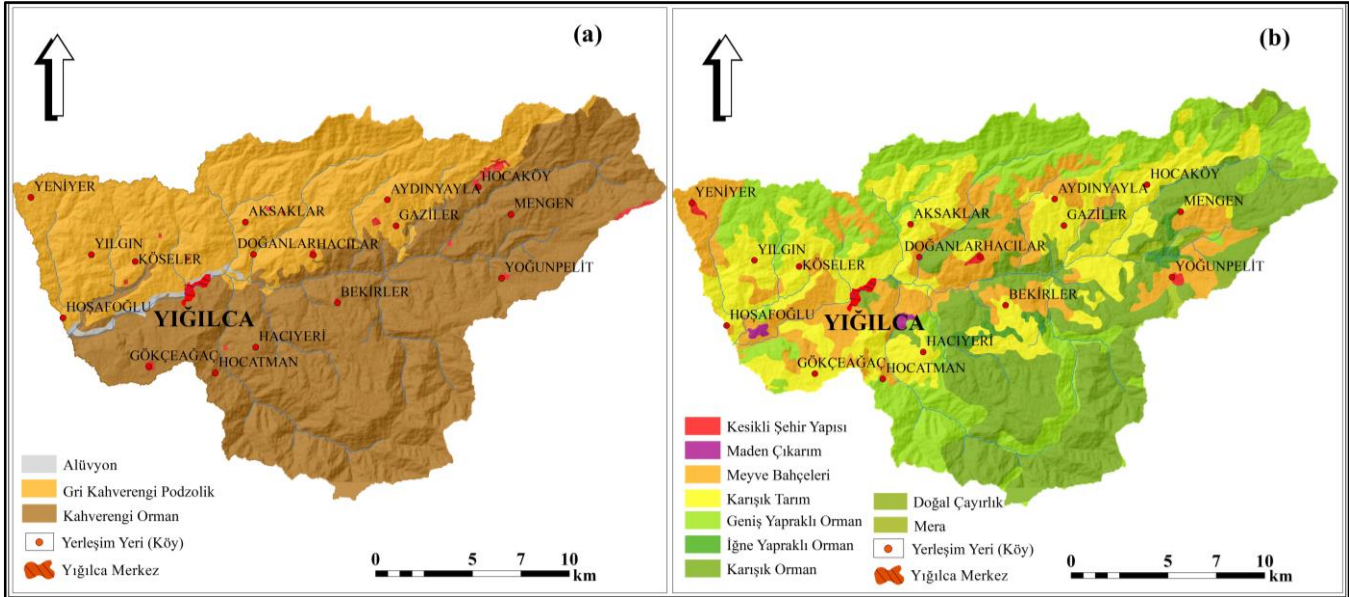 (a)
YENİYER
HOCAKÖY
AYDINYAYLA
MENGEN
AKSAKLAR
GAZİLER
YILGIN
DOĞANLAR
HACILAR
KÖSELER
YOĞUNPELİT
BEKİRLER
HOŞAFOĞLU
YIĞILCA
HACIYERİ
GÖKÇEAĞAÇ
HOCATMAN
Alüvyon
Gri Kahverengi Podzolik
Kahverengi Orman
Yerleşim Yeri (Köy)
Yığılca Merkez
0 5 10
km
(b)
YENİYER
HOCAKÖY
AYDINYAYLA
MENGEN
AKSAKLAR
GAZİLER
YILGIN
DOĞANLAR
HACILAR
KÖSELER
YOĞUNPELİT
BEKİRLER
HOŞAFOĞLU
YIĞILCA
HACIYERİ
GÖKÇEAĞAÇ
HOCATMAN
Kesikli Şehir Yapısı
Maden Çıkarım
Meyve Bahçeleri
Karışık Tarım
Geniş Yapraklı Orman
İğne Yapraklı Orman
Karışık Orman
Doğal Çayırlık
Mera
Yerleşim Yeri (Köy)
Yığılca Merkez
0 5 10
km